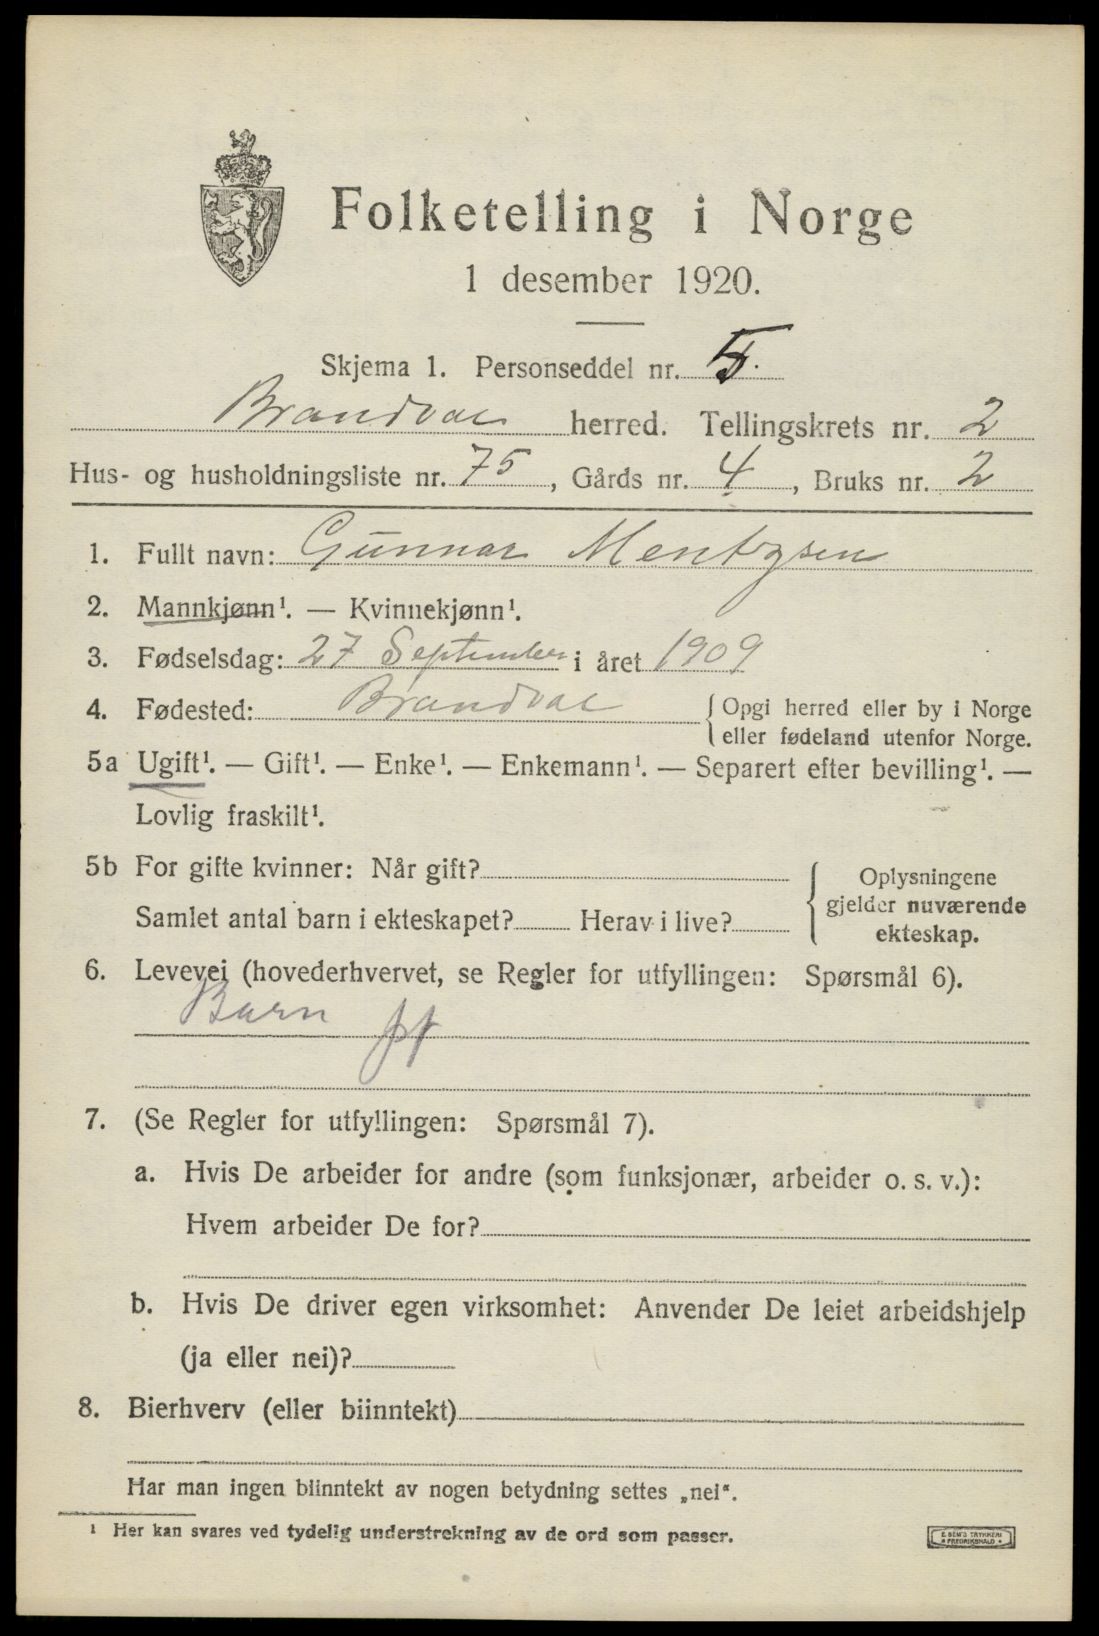 Folketelling i Norge
1 desember 1920.
Skjema 1. Personseddel nr. 5.
Brandval herred. Tellingskrets nr. 2
Hus- og husholdningsliste nr. 75, Gårds nr. 4, Bruks nr. 2
1. Fullt navn: Gunnar Mentzsen
2. Mannkjønn¹. — Kvinnekjønn¹.
3. Fødselsdag: 27 September i året 1909
4. Fødested: Brandval { Opgi herred eller by i Norge
eller fødeland utenfor Norge.
5a Ugift¹. — Gift¹. — Enke¹. — Enkemann¹. — Separert efter bevilling¹. —
Lovlig fraskilt¹.
5b For gifte kvinner: Når gift?
Samlet antal barn i ekteskapet? Herav i live?
{ Oplysningene
gjelder nuværende
ekteskap.
6. Levevei (hovederhvervet, se Regler for utfyllingen: Spørsmål 6).
Barn
7. (Se Regler for utfyllingen: Spørsmål 7).
a. Hvis De arbeider for andre (som funksjonær, arbeider o. s. v.):
Hvem arbeider De for?
b. Hvis De driver egen virksomhet: Anvender De leiet arbeidshjelp
(ja eller nei)?
8. Bierhverv (eller biinntekt)
Har man ingen biinntekt av nogen betydning settes „nei“.
¹ Her kan svares ved tydelig understrekning av de ord som passer.
E. SEM'S TRYKKERI
FREDRIKSHALD